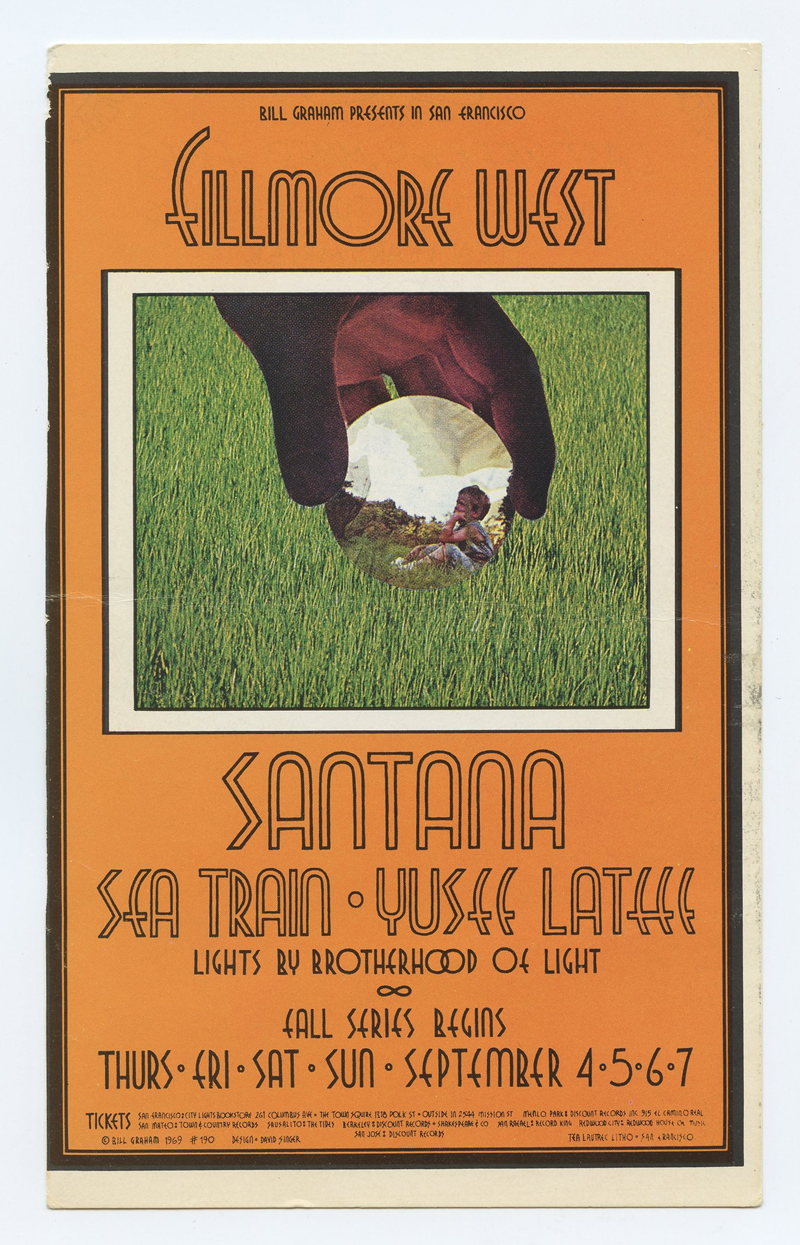 BILL GRAHAM PRESENTS IN SAN FRANCISCO
FILLMORE WEST
SANTANA
SEA TRAIN • YUSEF LATEEF
LIGHTS BY BROTHERHOOD OF LIGHT
∞
FALL SERIES BEGINS
THURS • FRI • SAT • SUN • SEPTEMBER 4•5•6•7
TICKETS SAN FRANCISCO: CITY LIGHTS BOOKSTORE 261 COLUMBUS AVE • THE TOWN SQUIRE 1318 POLK ST • OUTSIDE IN 2544 MISSION ST MENLO PARK: DISCOUNT RECORDS INC 915 EL CAMINO REAL
SAN MATEO: TOWN & COUNTRY RECORDS SAUSALITO: THE TIDES BERKELEY: DISCOUNT RECORDS • SHAKESPEARE & CO SAN RAFAEL: RECORD KING REDWOOD CITY: REDWOOD HOUSE OF MUSIC
SAN JOSE: DISCOUNT RECORDS
© BILL GRAHAM 1969 #190 DESIGN • DAVID SINGER
TEA LAUTREC LITHO • SAN FRANCISCO